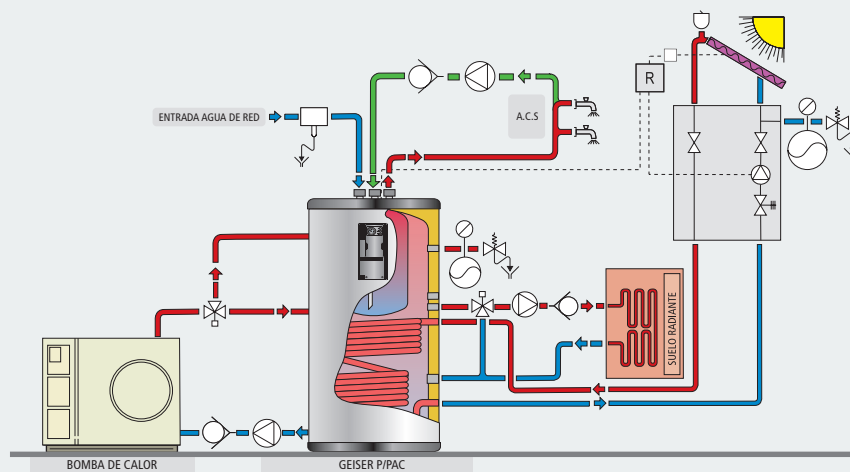 ENTRADA AGUA DE RED
A.C.S
R
SUELO RADIANTE
BOMBA DE CALOR
GEISER P/PAC